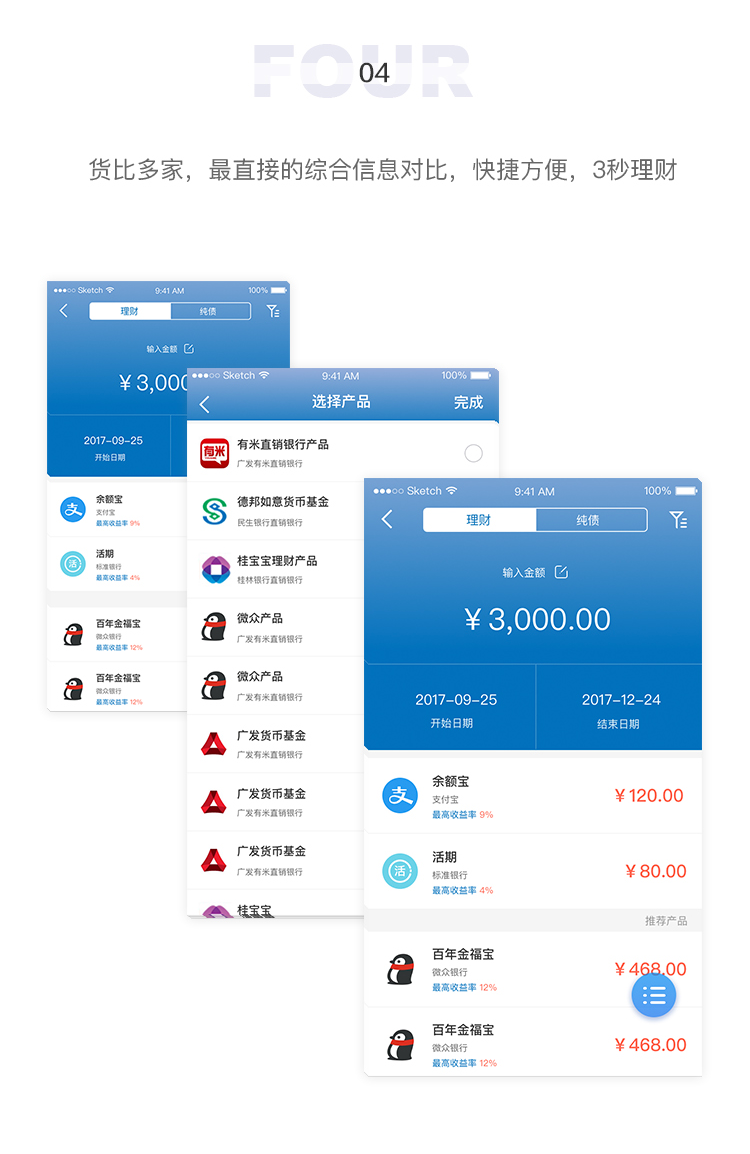 FOUR
04
货比多家，最直接的综合信息对比，快捷方便，3秒理财
Sketch 9:41 AM 100%
理财 纯债
输入金额
¥ 3,000
2017-09-25
开始日期
余额宝
支付宝
最高收益率 9%
活 活期
标准银行
最高收益率 4%
百年金福宝
微众银行
最高收益率 12%
百年金福宝
微众银行
最高收益率 12%
Sketch 9:41 AM 100%
选择产品 完成
有米 有米直销银行产品
广发有米直销银行
德邦如意货币基金
民生银行直销银行
桂宝宝理财产品
桂林银行直销银行
微众产品
广发有米直销银行
微众产品
广发有米直销银行
广发货币基金
广发有米直销银行
广发货币基金
广发有米直销银行
广发货币基金
广发有米直销银行
桂宝宝
Sketch 9:41 AM 100%
理财 纯债
输入金额
¥ 3,000.00
2017-09-25 2017-12-24
开始日期 结束日期
支 余额宝 ¥ 120.00
支付宝
最高收益率 9%
活 活期 ¥ 80.00
标准银行
最高收益率 4%
推荐产品
百年金福宝 ¥ 468.00
微众银行
最高收益率 12%
百年金福宝 ¥ 468.00
微众银行
最高收益率 12%